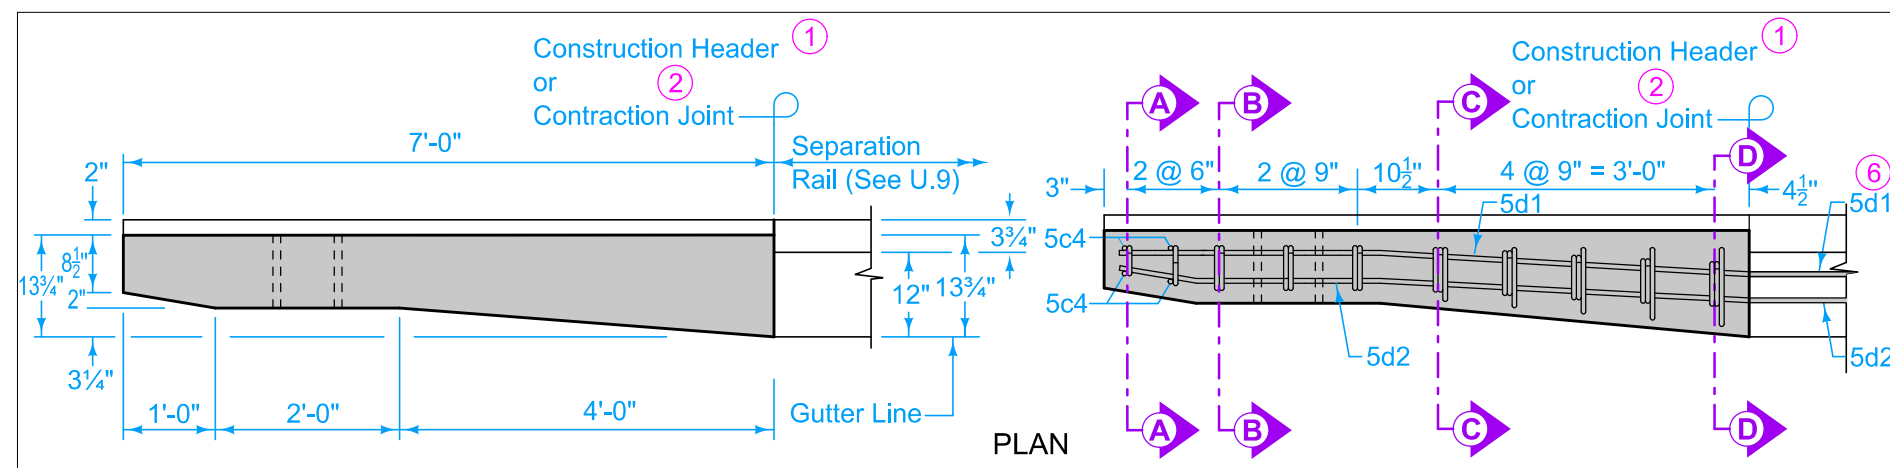 Construction Header 1
or 2
Contraction Joint
7'-0"
Separation
Rail (See U.9)
2"
3¾"
8½"
13¾"
2"
12"
13¾"
3¼"
1'-0"
2'-0"
4'-0"
Gutter Line
PLAN
Construction Header 1
or 2
Contraction Joint
A
B
C
D
3"
2 @ 6"
2 @ 9"
10½"
4 @ 9" = 3'-0"
4½"
6
5d1
5d1
5c4
5c4
5d2
5d2
A
B
C
D